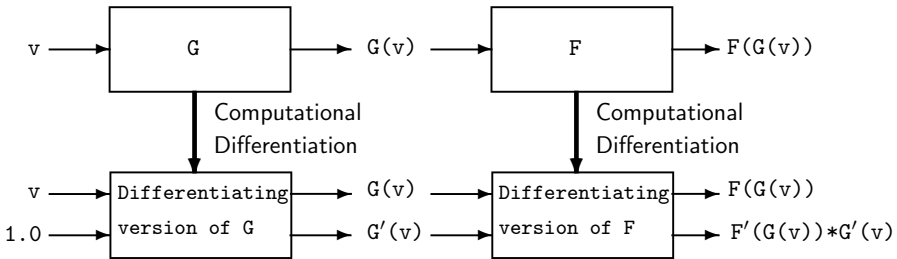 v G G(v) F F(G(v))
Computational Computational
Differentiation Differentiation
v Differentiating G(v) Differentiating F(G(v))
1.0 version of G G′(v) version of F F′(G(v))*G′(v)